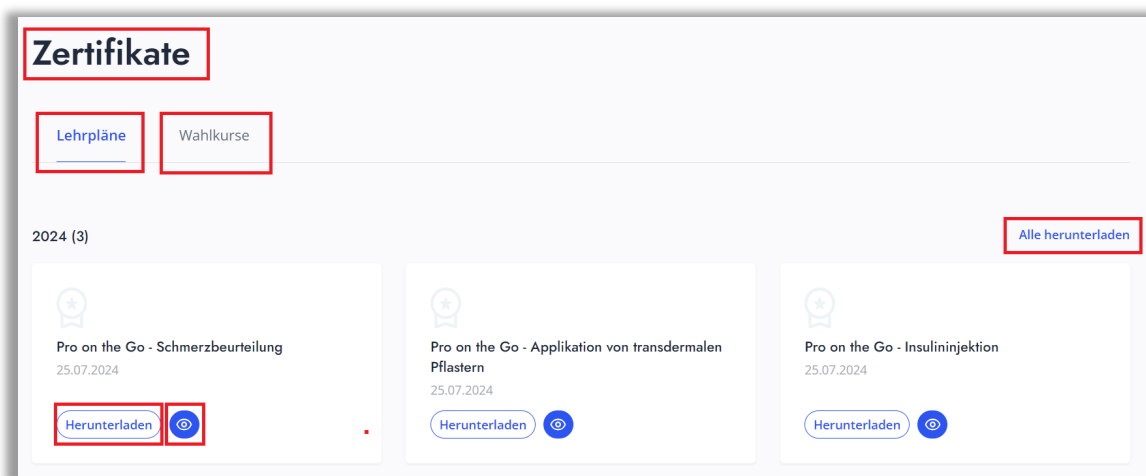 Zertifikate
Lehrpläne
Wahlkurse
2024 (3)
Alle herunterladen
Pro on the Go - Schmerzbeurteilung
25.07.2024
Herunterladen
Pro on the Go - Applikation von transdermalen
Pflastern
25.07.2024
Herunterladen
Pro on the Go - Insulininjektion
25.07.2024
Herunterladen